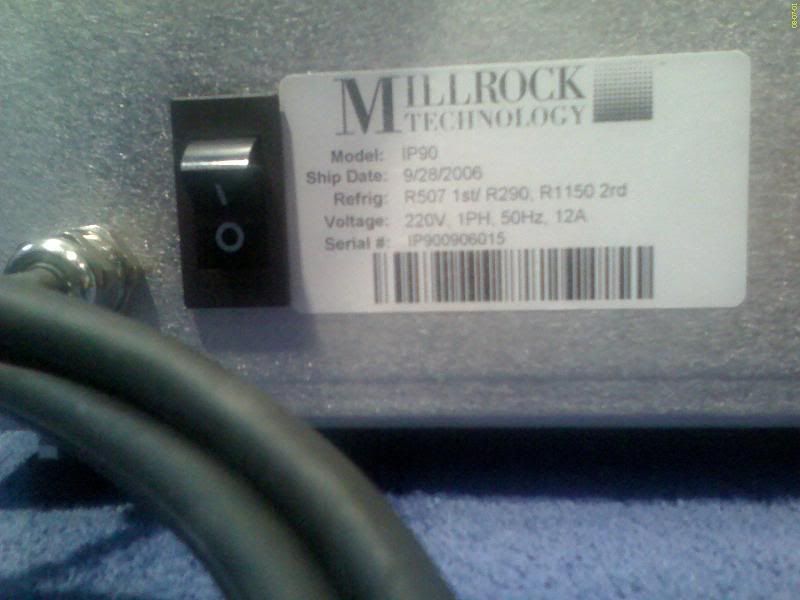 MILLROCK
TECHNOLOGY
Model: IP90
Ship Date: 9/28/2006
Refrig: R507 1st/ R290, R1150 2rd
Voltage: 220V, 1PH, 50Hz, 12A
Serial #: IP900906015